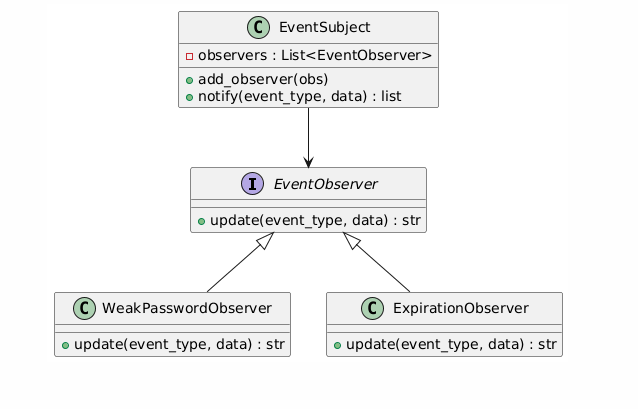 C EventSubject
observers : List<EventObserver>
add_observer(obs)
notify(event_type, data) : list
I EventObserver
update(event_type, data) : str
C WeakPasswordObserver
update(event_type, data) : str
C ExpirationObserver
update(event_type, data) : str